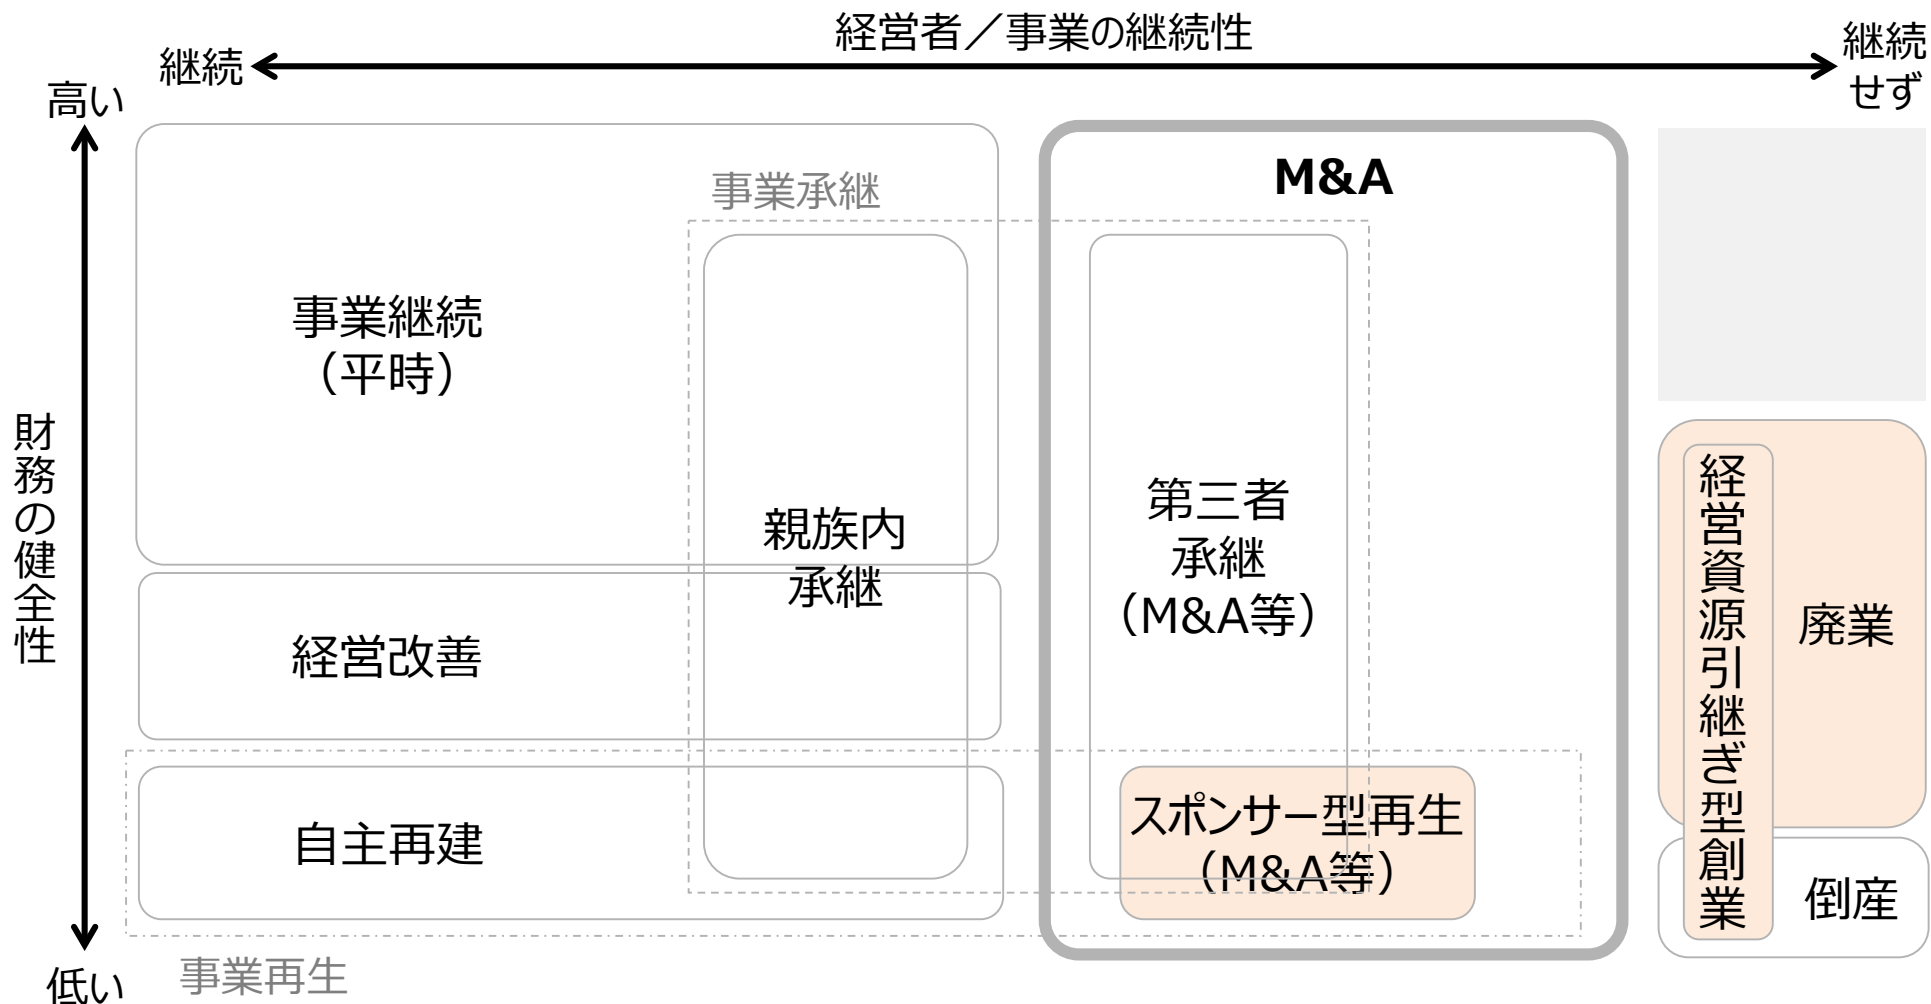 経営者／事業の継続性
継続
継続
せず
高い
財務の健全性
低い
M&A
事業承継
事業継続
（平時）
親族内
承継
第三者
承継
（M&A等）
経営改善
自主再建
スポンサー型再生
（M&A等）
経営資源引継ぎ型創業
廃業
倒産
事業再生